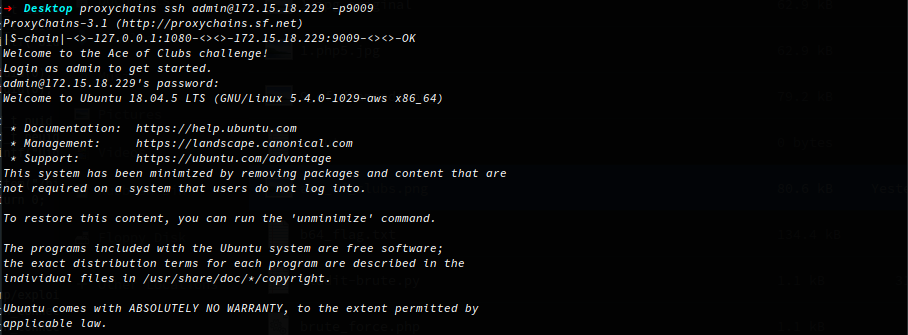 ➜ Desktop proxychains ssh admin@172.15.18.229 -p9009
ProxyChains-3.1 (http://proxychains.sf.net)
|S-chain|-<>-127.0.0.1:1080-<><>-172.15.18.229:9009-<><>-OK
Welcome to the Ace of Clubs challenge!
Login as admin to get started.
admin@172.15.18.229's password:
Welcome to Ubuntu 18.04.5 LTS (GNU/Linux 5.4.0-1029-aws x86_64)
* Documentation:  https://help.ubuntu.com
* Management:     https://landscape.canonical.com
* Support:        https://ubuntu.com/advantage
This system has been minimized by removing packages and content that are
not required on a system that users do not log into.
To restore this content, you can run the 'unminimize' command.
The programs included with the Ubuntu system are free software;
the exact distribution terms for each program are described in the
individual files in /usr/share/doc/*/copyright.
Ubuntu comes with ABSOLUTELY NO WARRANTY, to the extent permitted by
applicable law.